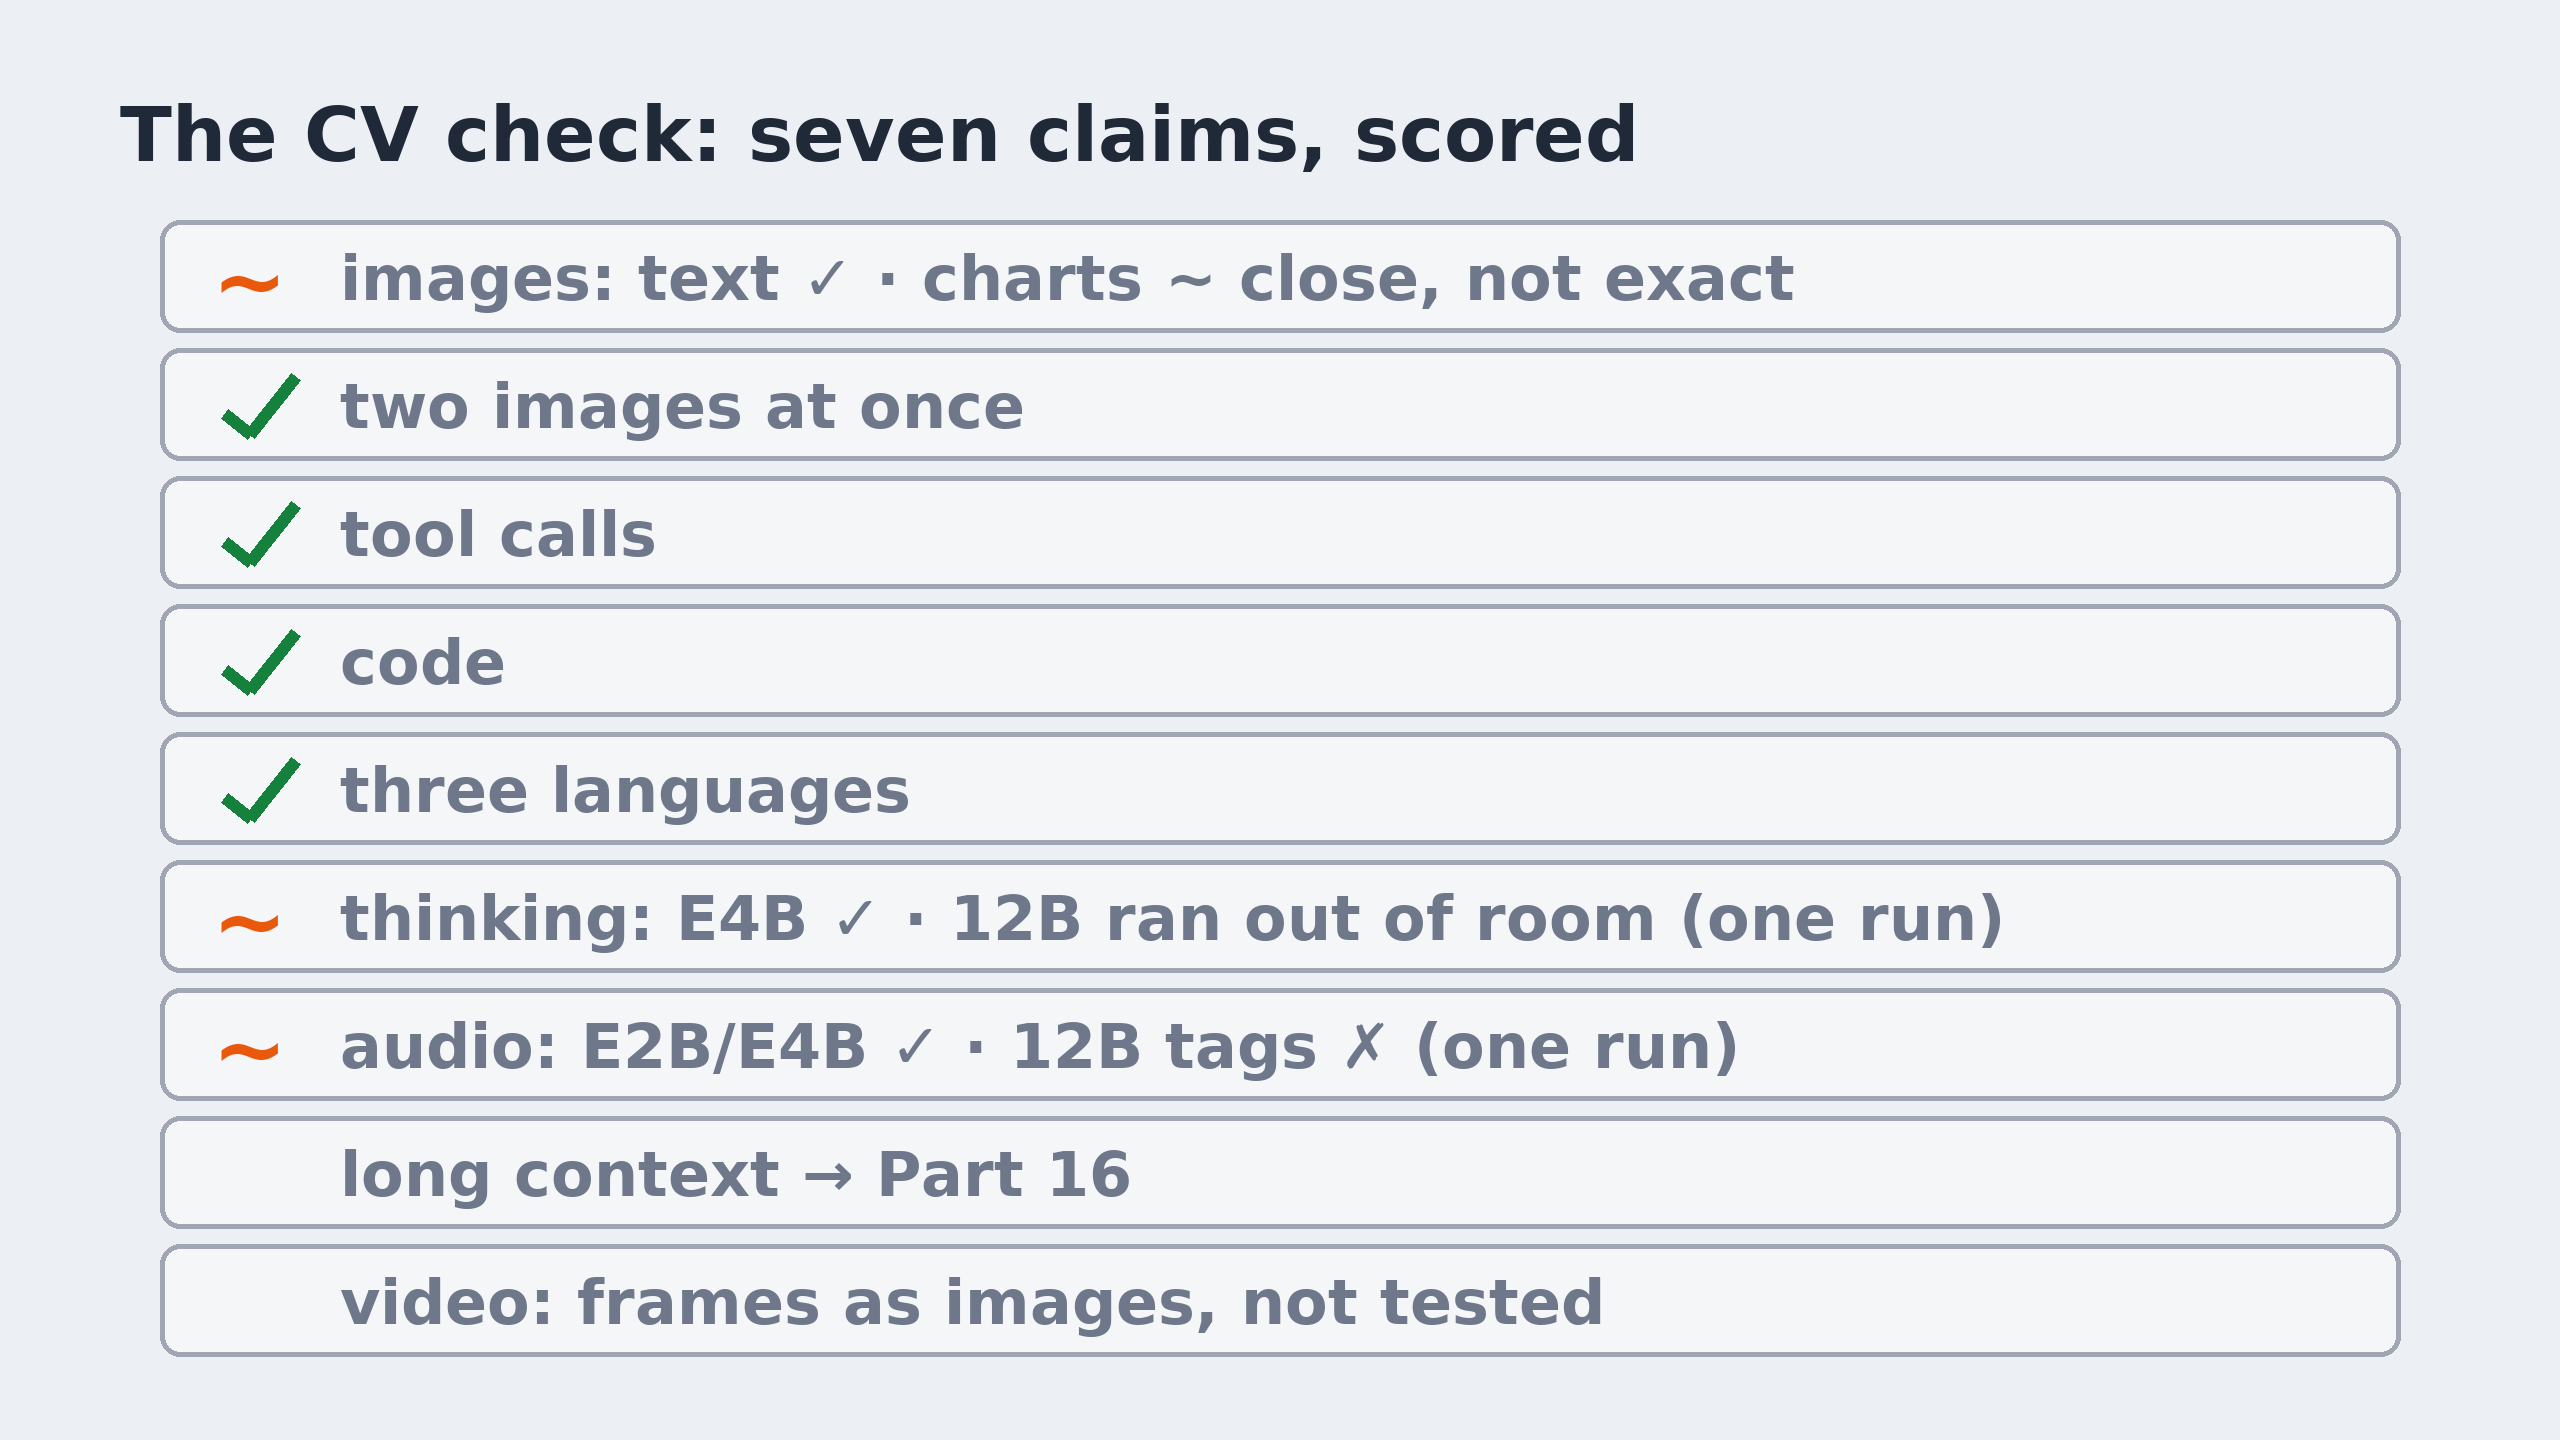 The CV check: seven claims, scored
~ images: text ✓ · charts ~ close, not exact
✓ two images at once
✓ tool calls
✓ code
✓ three languages
~ thinking: E4B ✓ · 12B ran out of room (one run)
~ audio: E2B/E4B ✓ · 12B tags ✗ (one run)
long context → Part 16
video: frames as images, not tested